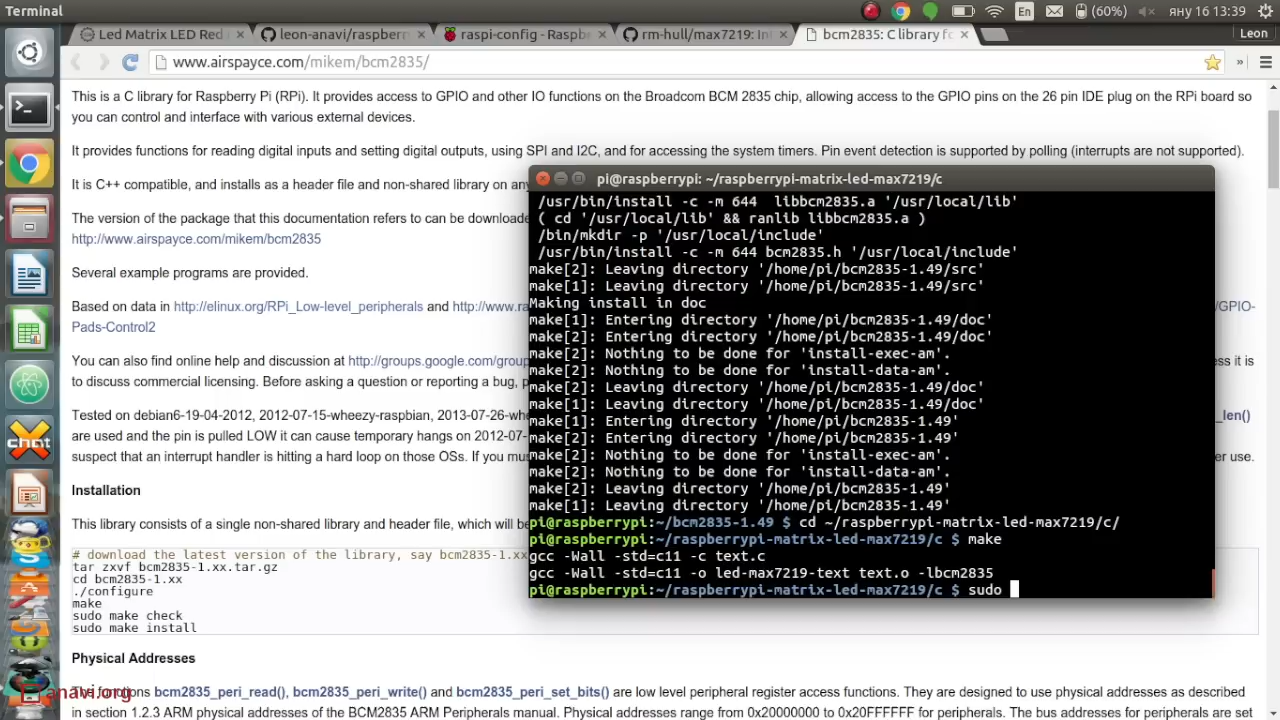 Terminal
En
(60%)
яну 16 13:39
Led Matrix LED Red
leon-anavi/raspberr
raspi-config - Raspb
rm-hull/max7219: In
bcm2835: C library fo
Leon
www.airspayce.com/mikem/bcm2835/
This is a C library for Raspberry Pi (RPi). It provides access to GPIO and other IO functions on the Broadcom BCM 2835 chip, allowing access to the GPIO pins on the 26 pin IDE plug on the RPi board so
you can control and interface with various external devices.
It provides functions for reading digital inputs and setting digital outputs, using SPI and I2C, and for accessing the system timers. Pin event detection is supported by polling (interrupts are not supported).
It is C++ compatible, and installs as a header file and non-shared library on any
The version of the package that this documentation refers to can be downloade
http://www.airspayce.com/mikem/bcm2835
Several example programs are provided.
Based on data in http://elinux.org/RPi_Low-level_peripherals and http://www.ra
/GPIO-
Pads-Control2
You can also find online help and discussion at http://groups.google.com/group
ess it is
to discuss commercial licensing. Before asking a question or reporting a bug, p
Tested on debian6-19-04-2012, 2012-07-15-wheezy-raspbian, 2013-07-26-whe
_len()
are used and the pin is pulled LOW it can cause temporary hangs on 2012-07-
suspect that an interrupt handler is hitting a hard loop on those OSs. If you mus
er use.
Installation
This library consists of a single non-shared library and header file, which will be
# download the latest version of the library, say bcm2835-1.xx
tar zxvf bcm2835-1.xx.tar.gz
cd bcm2835-1.xx
./configure
make
sudo make check
sudo make install
Physical Addresses
The functions bcm2835_peri_read(), bcm2835_peri_write() and bcm2835_peri_set_bits() are low level peripheral register access functions. They are designed to use physical addresses as described
in section 1.2.3 ARM physical addresses of the BCM2835 ARM Peripherals manual. Physical addresses range from 0x20000000 to 0x20FFFFFF for peripherals. The bus addresses for peripherals are set
pi@raspberrypi: ~/raspberrypi-matrix-led-max7219/c
/usr/bin/install -c -m 644  libbcm2835.a '/usr/local/lib'
( cd '/usr/local/lib' && ranlib libbcm2835.a )
/bin/mkdir -p '/usr/local/include'
/usr/bin/install -c -m 644 bcm2835.h '/usr/local/include'
make[2]: Leaving directory '/home/pi/bcm2835-1.49/src'
make[1]: Leaving directory '/home/pi/bcm2835-1.49/src'
Making install in doc
make[1]: Entering directory '/home/pi/bcm2835-1.49/doc'
make[2]: Entering directory '/home/pi/bcm2835-1.49/doc'
make[2]: Nothing to be done for 'install-exec-am'.
make[2]: Nothing to be done for 'install-data-am'.
make[2]: Leaving directory '/home/pi/bcm2835-1.49/doc'
make[1]: Leaving directory '/home/pi/bcm2835-1.49/doc'
make[1]: Entering directory '/home/pi/bcm2835-1.49'
make[2]: Entering directory '/home/pi/bcm2835-1.49'
make[2]: Nothing to be done for 'install-exec-am'.
make[2]: Nothing to be done for 'install-data-am'.
make[2]: Leaving directory '/home/pi/bcm2835-1.49'
make[1]: Leaving directory '/home/pi/bcm2835-1.49'
pi@raspberrypi:~/bcm2835-1.49 $ cd ~/raspberrypi-matrix-led-max7219/c/
pi@raspberrypi:~/raspberrypi-matrix-led-max7219/c $ make
gcc -Wall -std=c11 -c text.c
gcc -Wall -std=c11 -o led-max7219-text text.o -lbcm2835
pi@raspberrypi:~/raspberrypi-matrix-led-max7219/c $ sudo
chat
anavi.org